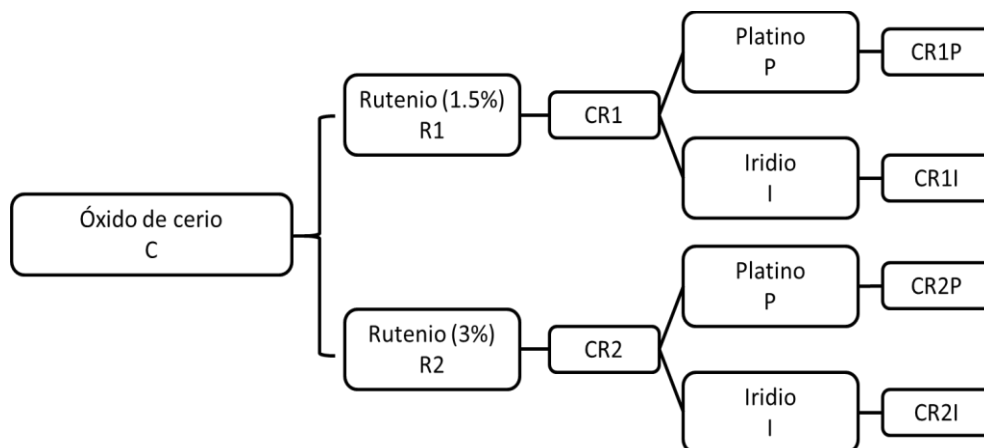 Óxido de cerio
C
Rutenio (1.5%)
R1
CR1
Platino
P
CR1P
Iridio
I
CR1I
Rutenio (3%)
R2
CR2
Platino
P
CR2P
Iridio
I
CR2I